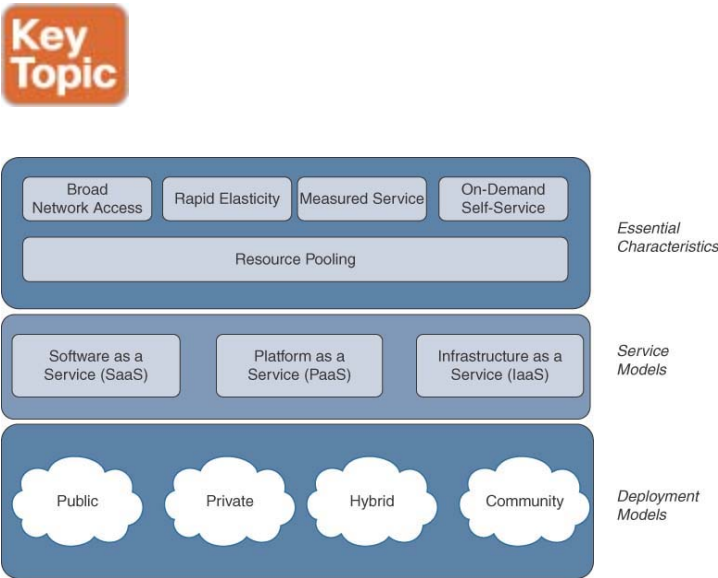 Key
Topic
Broad
Network Access
Rapid Elasticity
Measured Service
On-Demand
Self-Service
Resource Pooling
Essential
Characteristics
Software as a
Service (SaaS)
Platform as a
Service (PaaS)
Infrastructure as a
Service (IaaS)
Service
Models
Public
Private
Hybrid
Community
Deployment
Models